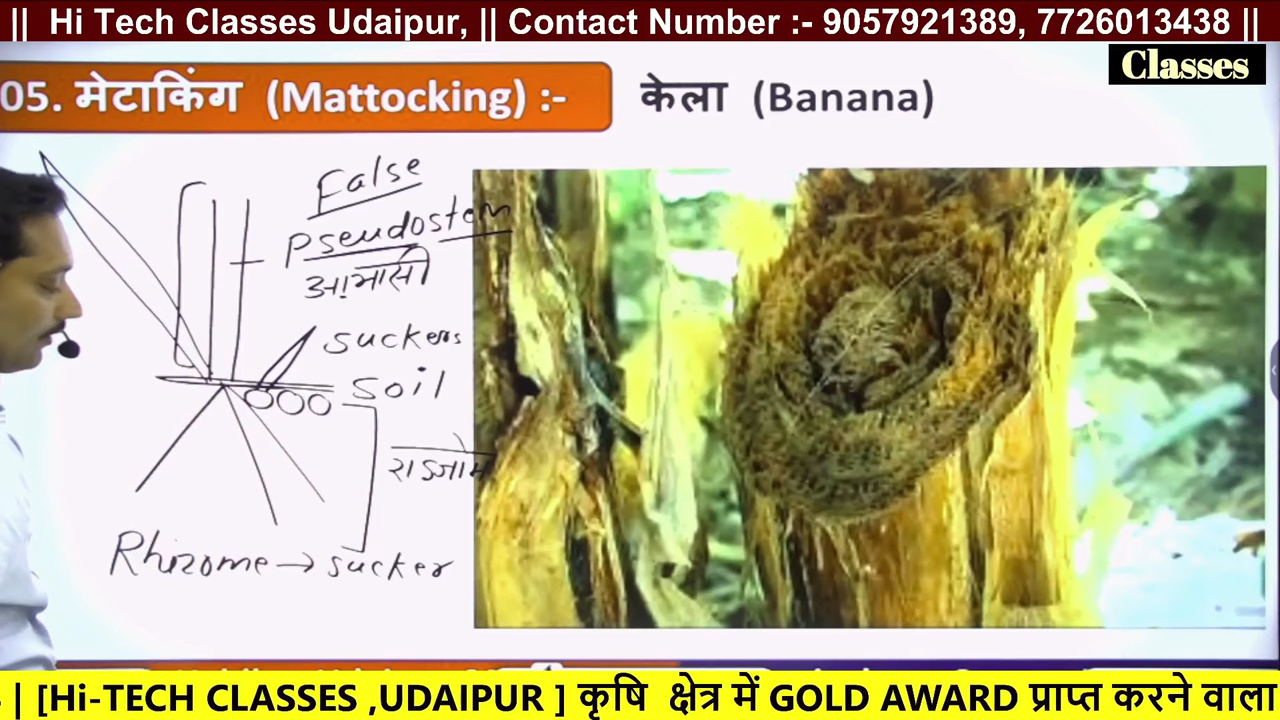 || Hi Tech Classes Udaipur, || Contact Number :- 9057921389, 7726013438 ||
Classes
05. मेटाकिंग (Mattocking) :-
केला (Banana)
False
Pseudostem
आभासी
suckers
Soil
Rhizome → sucker
| [Hi-TECH CLASSES ,UDAIPUR ] कृषि क्षेत्र में GOLD AWARD प्राप्त करने वाला